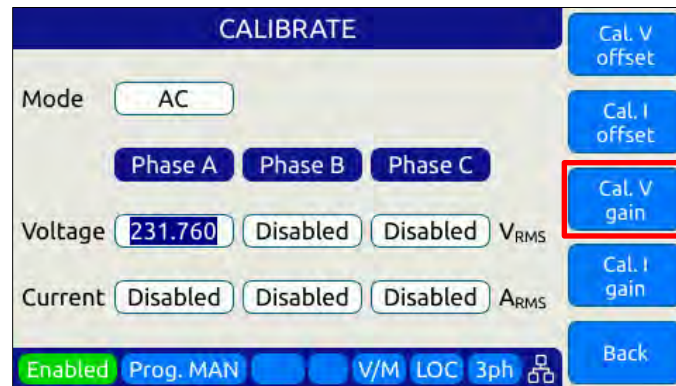 CALIBRATE
Cal. V
offset
Mode AC
Cal. I
offset
Phase A Phase B Phase C
Cal. V
gain
Voltage 231.760 Disabled Disabled VRMS
Cal. I
gain
Current Disabled Disabled Disabled ARMS
Enabled Prog. MAN V/M LOC 3ph
Back